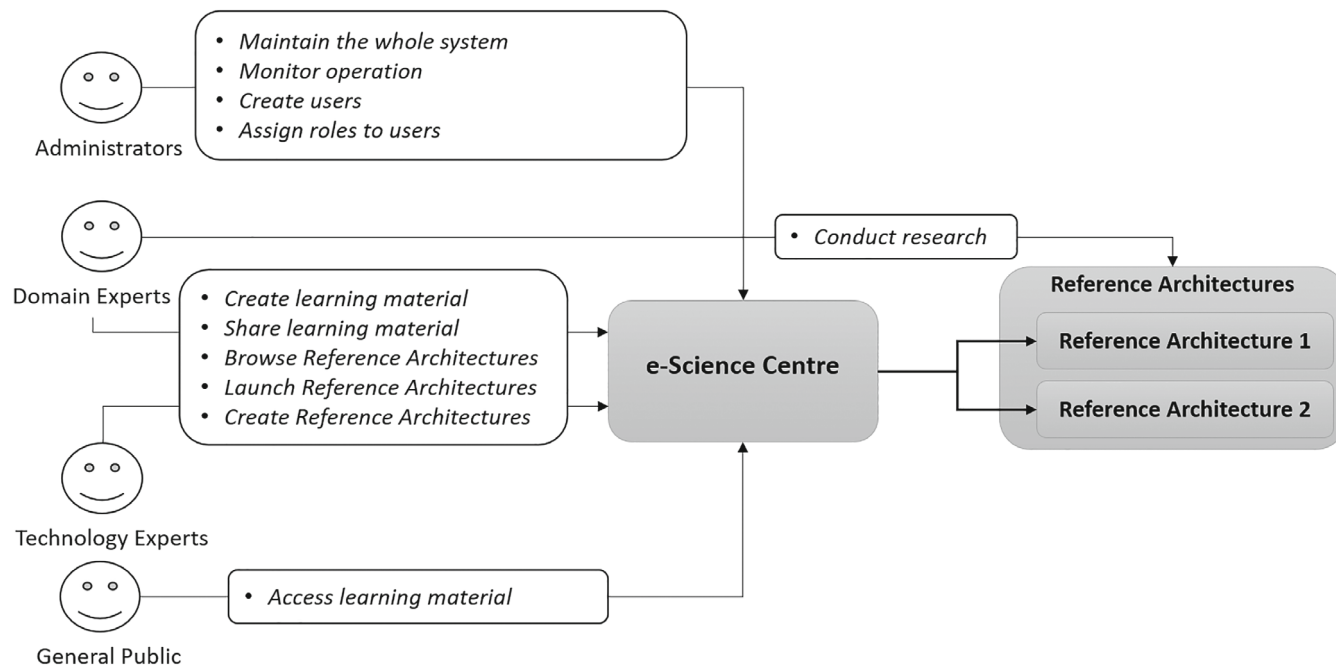 • Maintain the whole system
• Monitor operation
• Create users
• Assign roles to users
Administrators
• Conduct research
Domain Experts
• Create learning material
• Share learning material
• Browse Reference Architectures
• Launch Reference Architectures
• Create Reference Architectures
e-Science Centre
Reference Architectures
Reference Architecture 1
Reference Architecture 2
Technology Experts
• Access learning material
General Public